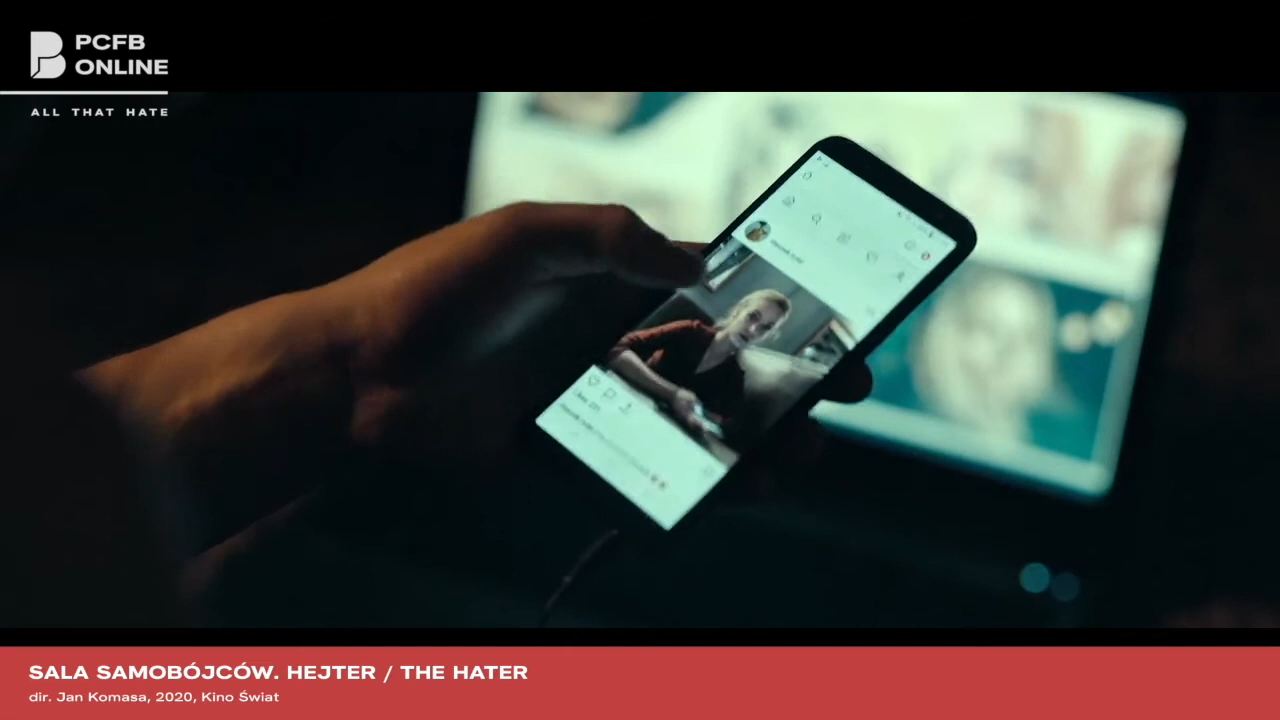 PCFB
ONLINE
ALL THAT HATE
SALA SAMOBÓJCÓW. HEJTER / THE HATER
dir. Jan Komasa, 2020, Kino Świat